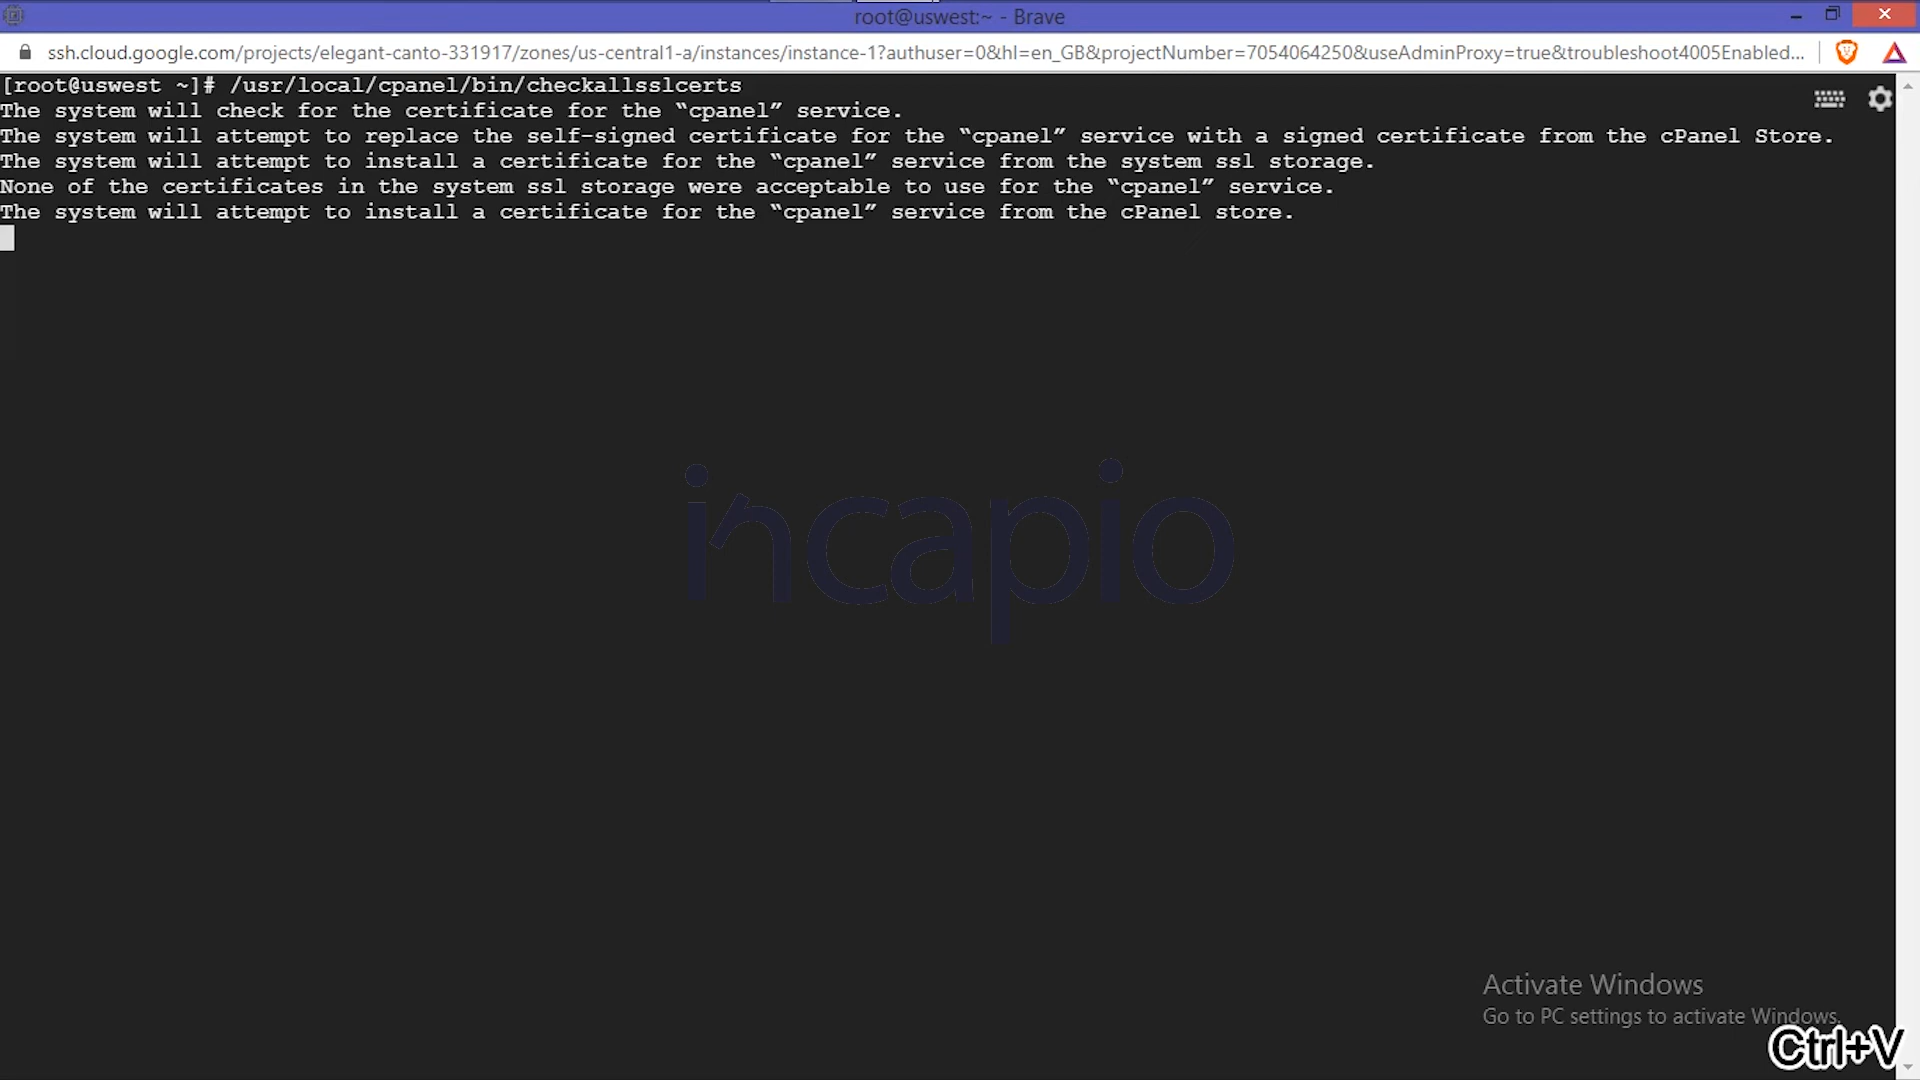 root@uswest:~ - Brave
ssh.cloud.google.com/projects/elegant-canto-331917/zones/us-central1-a/instances/instance-1?authuser=0&hl=en_GB&projectNumber=7054064250&useAdminProxy=true&troubleshoot4005Enabled...
[root@uswest ~]# /usr/local/cpanel/bin/checkallsslcerts
The system will check for the certificate for the “cpanel” service.
The system will attempt to replace the self-signed certificate for the “cpanel” service with a signed certificate from the cPanel Store.
The system will attempt to install a certificate for the “cpanel” service from the system ssl storage.
None of the certificates in the system ssl storage were acceptable to use for the “cpanel” service.
The system will attempt to install a certificate for the “cpanel” service from the cPanel store.
incapio
Activate Windows
Go to PC settings to activate Windows.
Ctrl+V